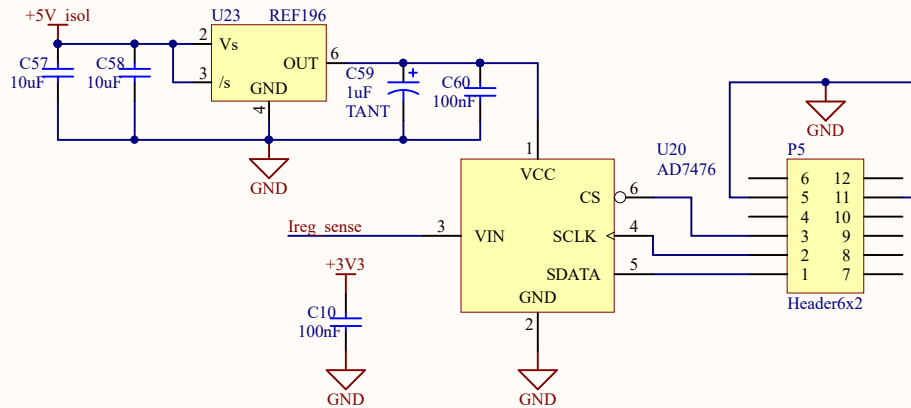 +5V_isol
U23 REF196
2 Vs
OUT 6
3 /s
GND
4
C57
10uF
C58
10uF
C59
1uF
TANT
C60
100nF
GND
GND
1
VCC
U20
AD7476
CS 6
Ireg_sense
3 VIN
SCLK 4
SDATA 5
GND
2
GND
+3V3
C10
100nF
GND
P5
6 12
5 11
4 10
3 9
2 8
1 7
Header6x2